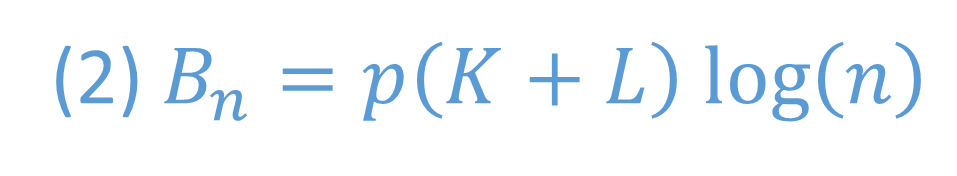 (2) Bₙ = p(K + L) log(n)